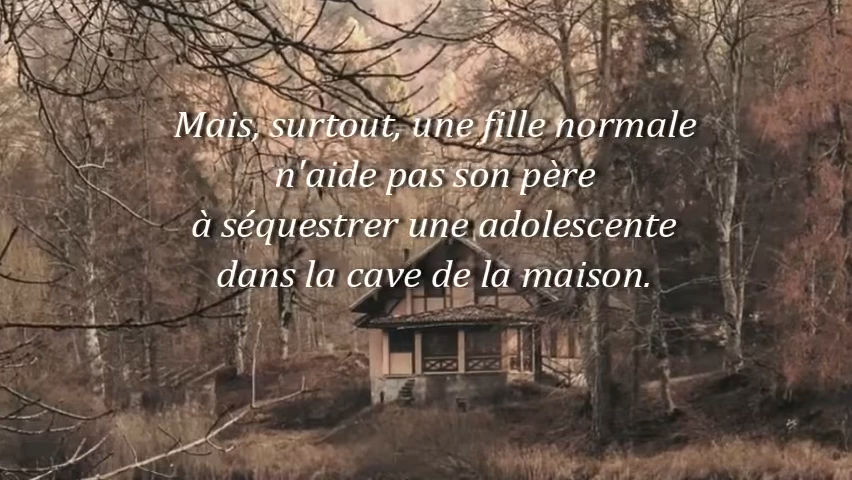 Mais, surtout, une fille normale
n'aide pas son père
à séquestrer une adolescente
dans la cave de la maison.